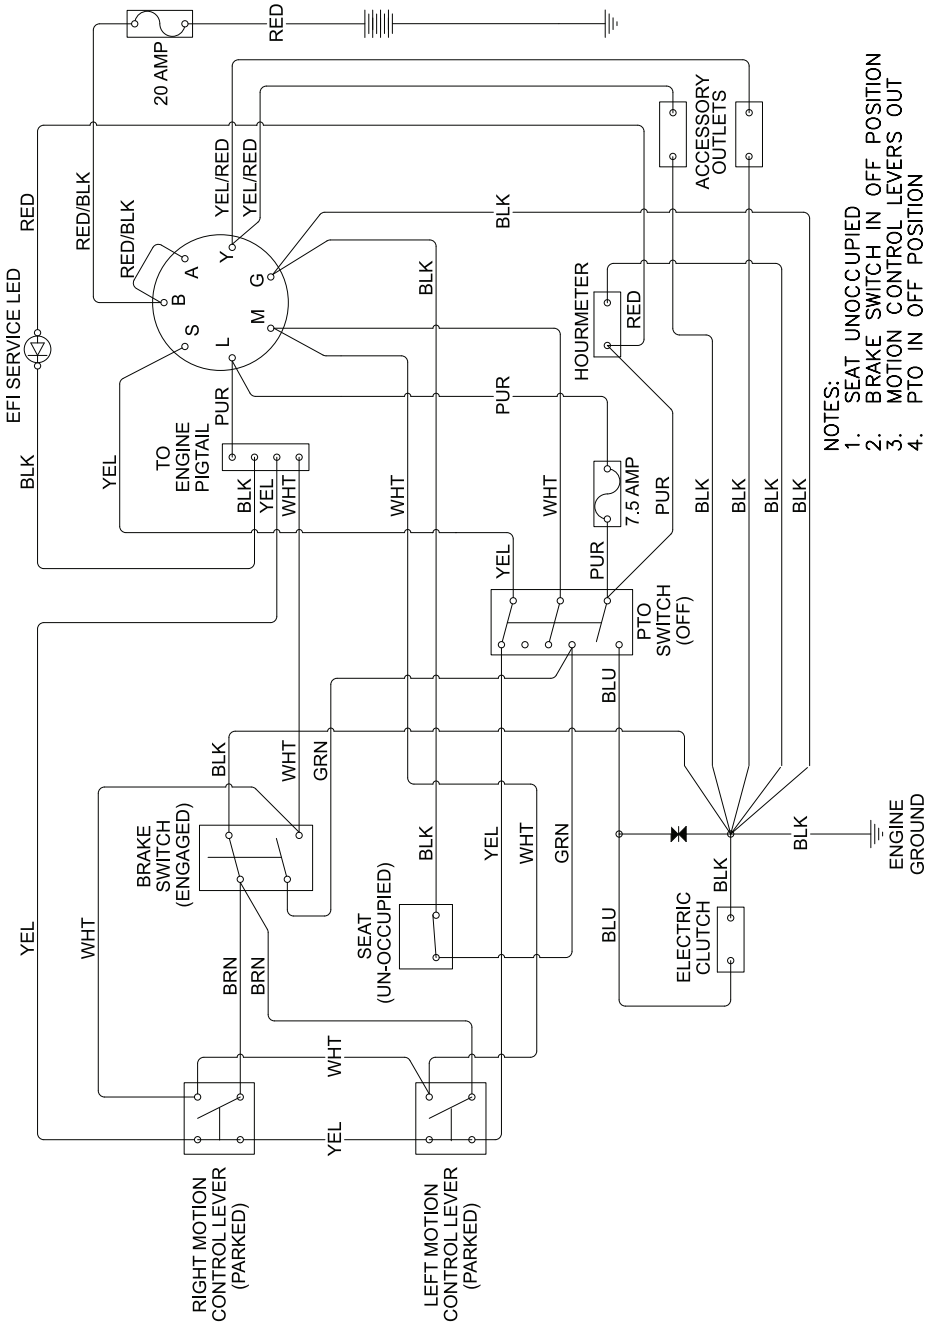 RED
20 AMP
RED
RED/BLK
RED/BLK
YEL/RED
YEL/RED
ACCESSORY
OUTLETS
BLK
BLK
EFI SERVICE LED
S
B
A
Y
G
M
L
HOURMETER
RED
PUR
PUR
BLK
YEL
TO
ENGINE
PIGTAIL
BLK
YEL
WHT
WHT
WHT
7.5 AMP
PUR
BLK
BLK
BLK
BLK
YEL
PUR
PTO
SWITCH
(OFF)
BLU
BLK
WHT
GRN
BRAKE
SWITCH
(ENGAGED)
BLK
YEL
WHT
GRN
BLK
ENGINE
GROUND
BLK
YEL
WHT
BRN
BRN
SEAT
(UN-OCCUPIED)
BLU
ELECTRIC
CLUTCH
WHT
YEL
RIGHT MOTION
CONTROL LEVER
(PARKED)
LEFT MOTION
CONTROL LEVER
(PARKED)
NOTES:
1. SEAT UNOCCUPIED
2. BRAKE SWITCH IN OFF POSITION
3. MOTION CONTROL LEVERS OUT
4. PTO IN OFF POSITION